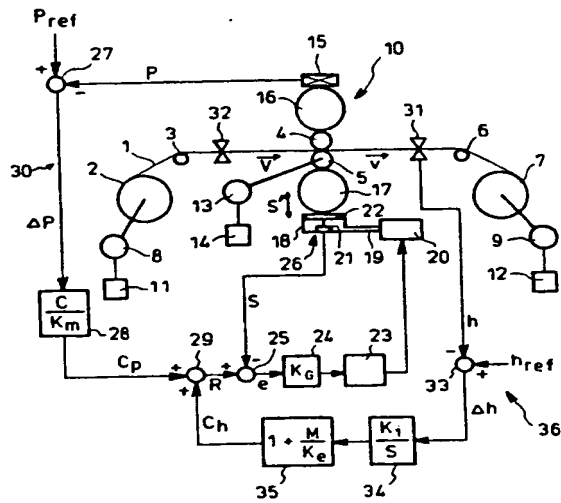 Pref
+
27
-
P
15
10
16
32
4
31
3
6
1
2
V
V
5
7
30
13
S
17
22
18
14
26
21
19
20
8
9
11
12
ΔP
S
h
C
Km
28
24
23
29
25
+
Cp
+
R
+
-
e
KG
+
Ch
-
33
+
href
Δh
36
1 + M
Ke
35
Ki
S
34